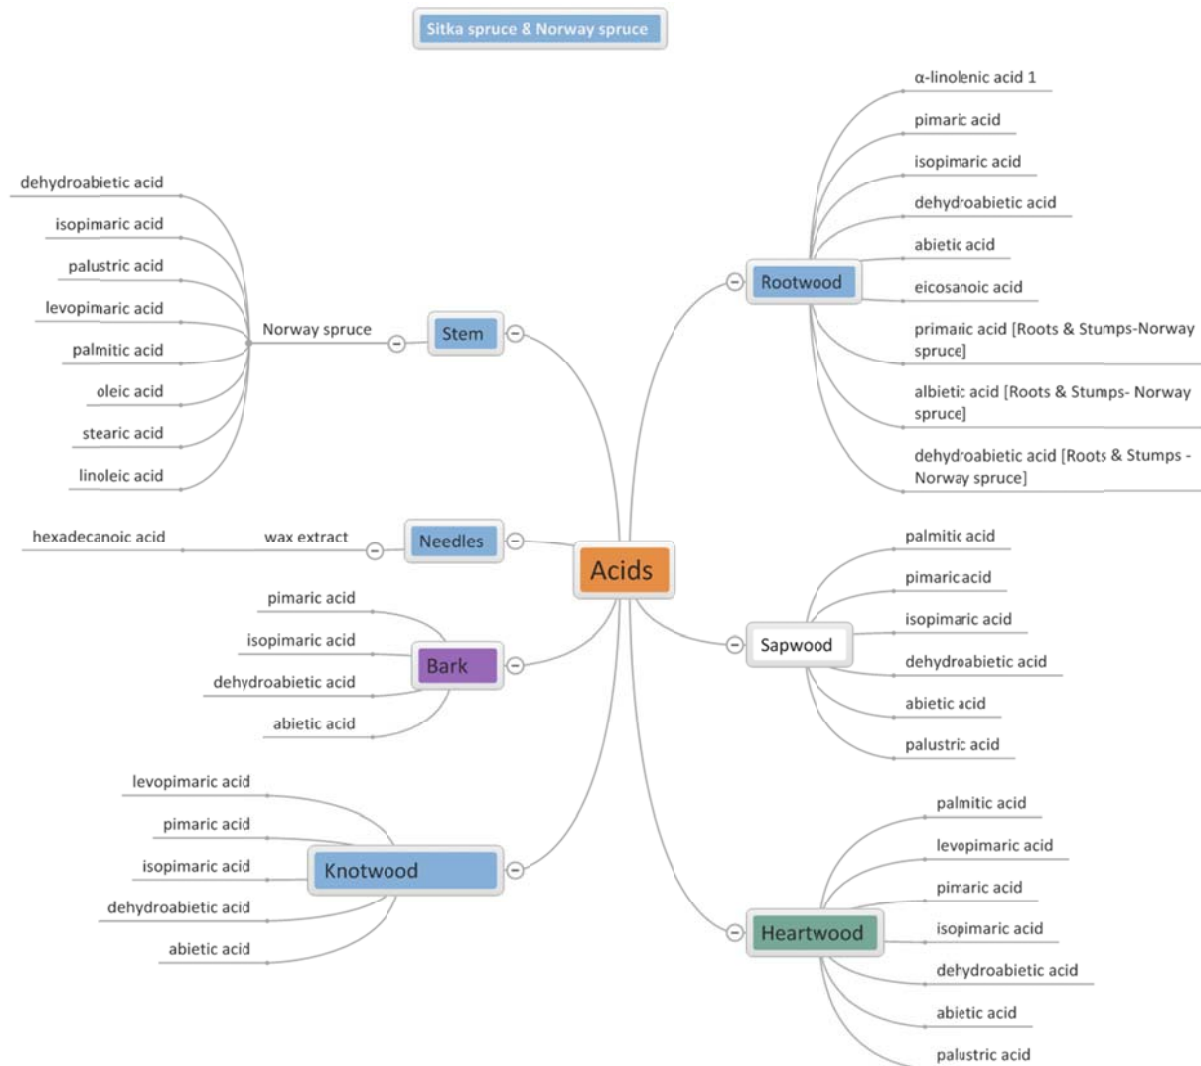 Sitka spruce & Norway spruce
Acids
Rootwood
α-linolenic acid 1
pimaric acid
isopimaric acid
dehydroabietic acid
abietic acid
eicosanoic acid
primaric acid [Roots & Stumps-Norway
spruce]
albietic acid [Roots & Stumps- Norway
spruce]
dehydroabietic acid [Roots & Stumps -
Norway spruce]
Sapwood
palmitic acid
pimaric acid
isopimaric acid
dehydroabietic acid
abietic acid
palustric acid
Heartwood
palmitic acid
levopimaric acid
pimaric acid
isopimaric acid
dehydroabietic acid
abietic acid
palustric acid
Stem
Norway spruce
dehydroabietic acid
isopimaric acid
palustric acid
levopimaric acid
palmitic acid
oleic acid
stearic acid
linoleic acid
Needles
wax extract
hexadecanoic acid
Bark
pimaric acid
isopimaric acid
dehydroabietic acid
abietic acid
Knotwood
levopimaric acid
pimaric acid
isopimaric acid
dehydroabietic acid
abietic acid